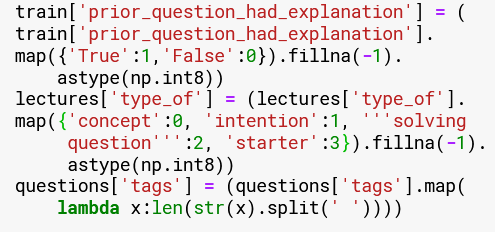 train['prior_question_had_explanation'] = (
train['prior_question_had_explanation'].
map({'True':1,'False':0}).fillna(-1).
    astype(np.int8))
lectures['type_of'] = (lectures['type_of'].
map({'concept':0, 'intention':1, '''solving
     question''':2, 'starter':3}).fillna(-1).
     astype(np.int8))
questions['tags'] = (questions['tags'].map(
    lambda x:len(str(x).split(' '))))